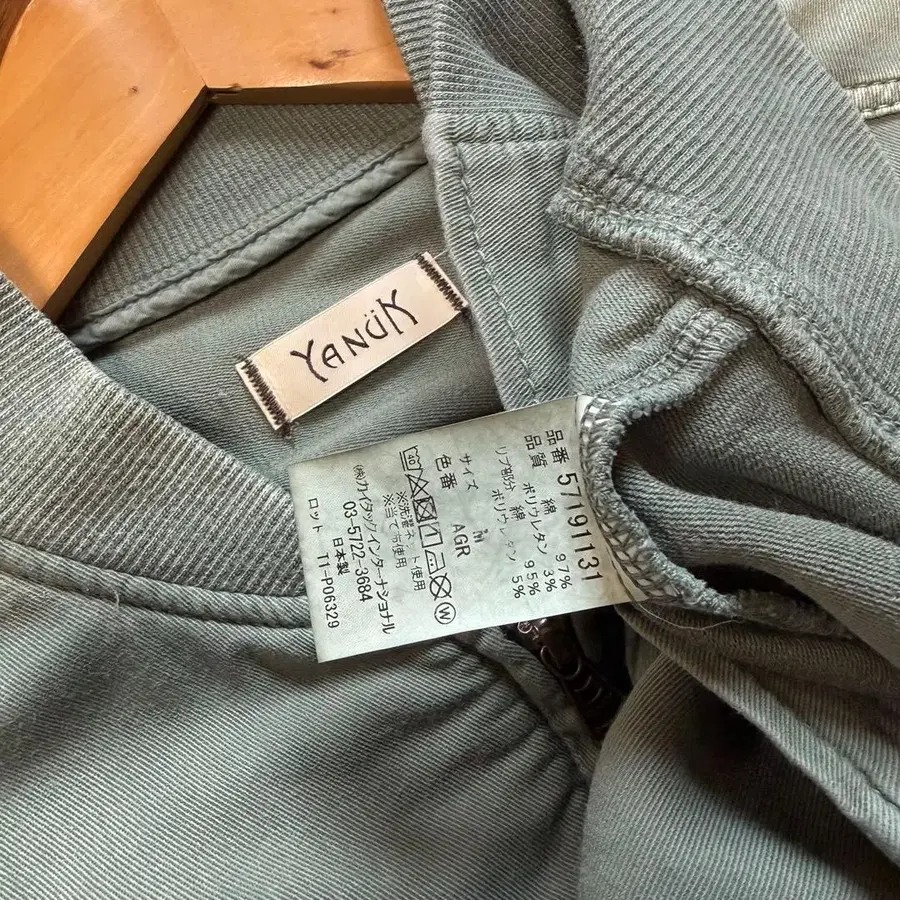 YANÜK
品番 57191131
品質 綿 97%
ポリウレタン 3%
リブ部分 綿 95%
ポリウレタン 5%
サイズ M
色番 AGR
40
W
※洗濯ネット使用
※当て布使用
㈱カイタックインターナショナル
03-5722-3684
日本製
ロット T1-P06329